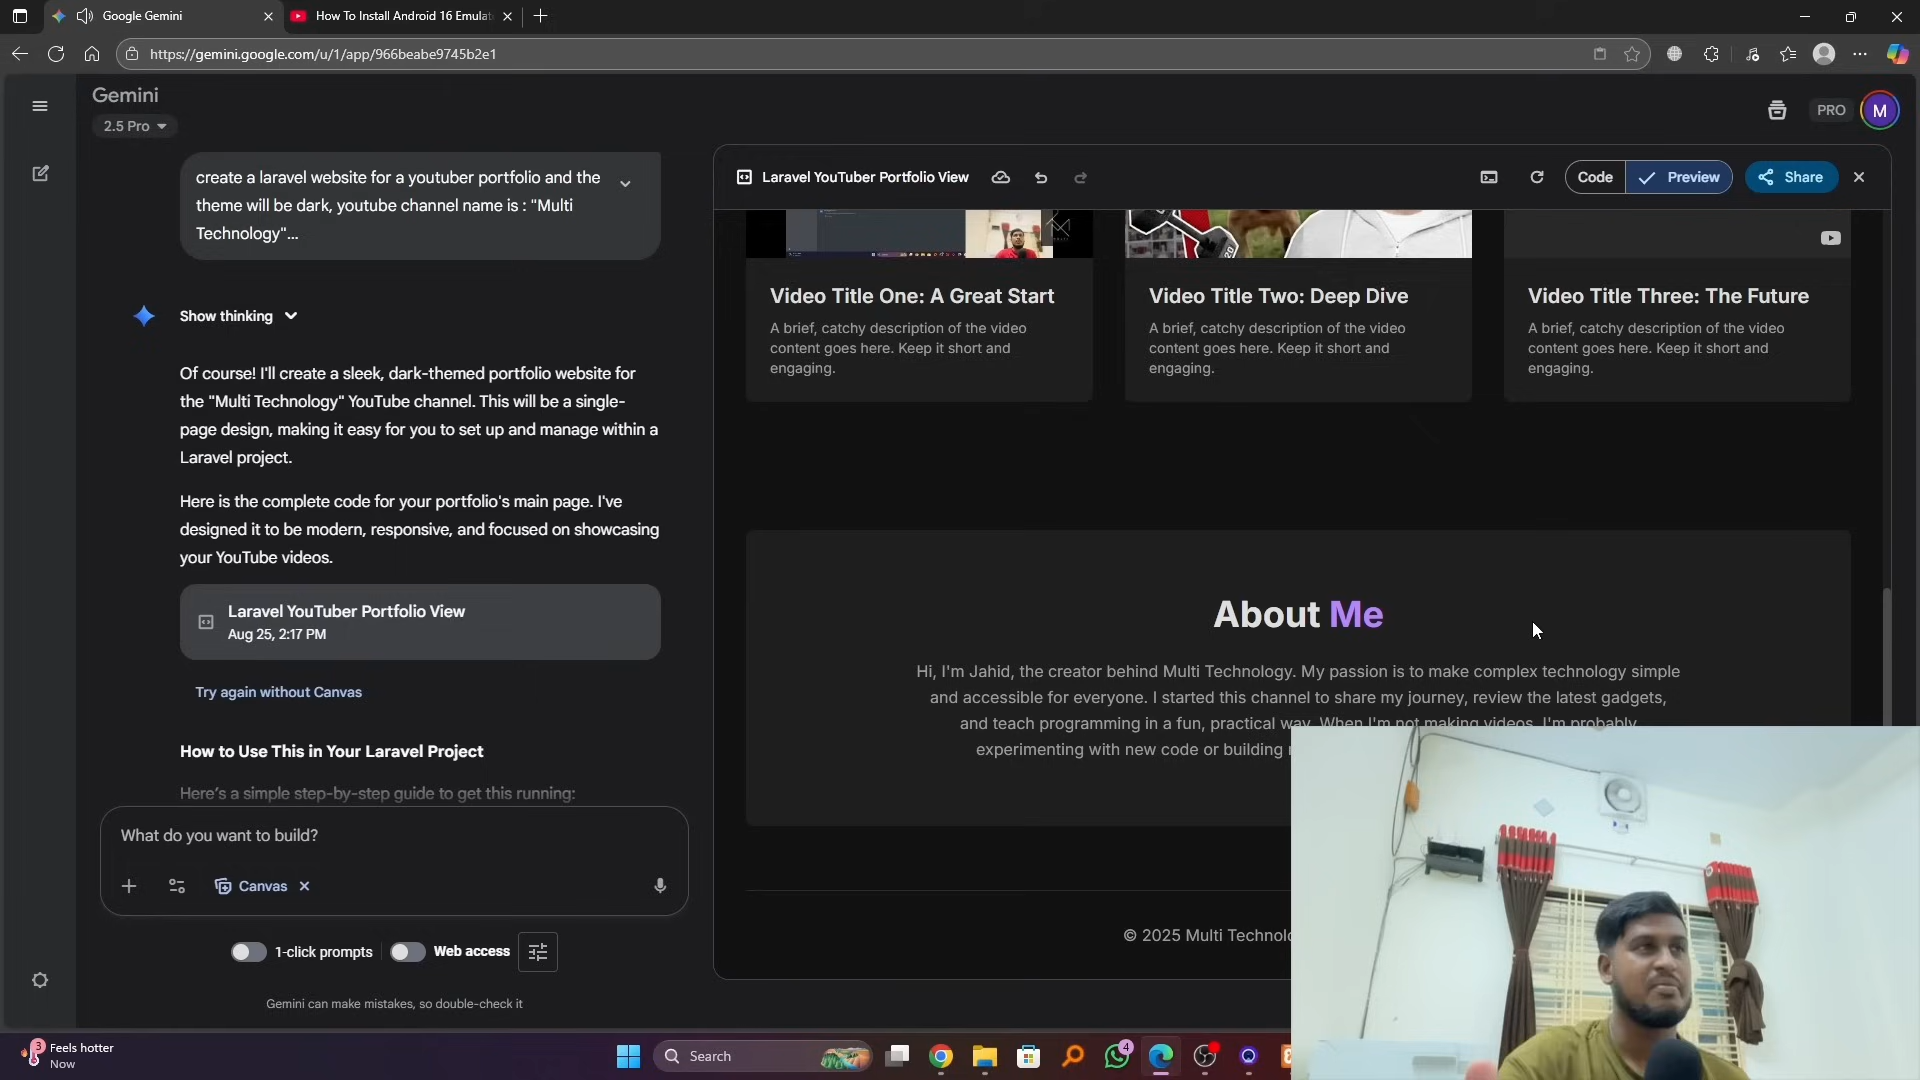 Google Gemini
How To Install Android 16 Emulat
https://gemini.google.com/u/1/app/966beabe9745b2e1
Gemini
2.5 Pro
PRO
M
create a laravel website for a youtuber portfolio and the
theme will be dark, youtube channel name is : "Multi
Technology"...
Show thinking
Of course! I'll create a sleek, dark-themed portfolio website for
the "Multi Technology" YouTube channel. This will be a single-
page design, making it easy for you to set up and manage within a
Laravel project.
Here is the complete code for your portfolio's main page. I've
designed it to be modern, responsive, and focused on showcasing
your YouTube videos.
Laravel YouTuber Portfolio View
Aug 25, 2:17 PM
Try again without Canvas
How to Use This in Your Laravel Project
Here's a simple step-by-step guide to get this running:
What do you want to build?
Canvas
1-click prompts
Web access
Gemini can make mistakes, so double-check it
Laravel YouTuber Portfolio View
Code
Preview
Share
Video Title One: A Great Start
A brief, catchy description of the video
content goes here. Keep it short and
engaging.
Video Title Two: Deep Dive
A brief, catchy description of the video
content goes here. Keep it short and
engaging.
Video Title Three: The Future
A brief, catchy description of the video
content goes here. Keep it short and
engaging.
About Me
Hi, I'm Jahid, the creator behind Multi Technology. My passion is to make complex technology simple
and accessible for everyone. I started this channel to share my journey, review the latest gadgets,
and teach programming in a fun, practical way. When I'm not making videos, I'm probably
experimenting with new code or building
© 2025 Multi Technolo
3
Feels hotter
Now
Search
4